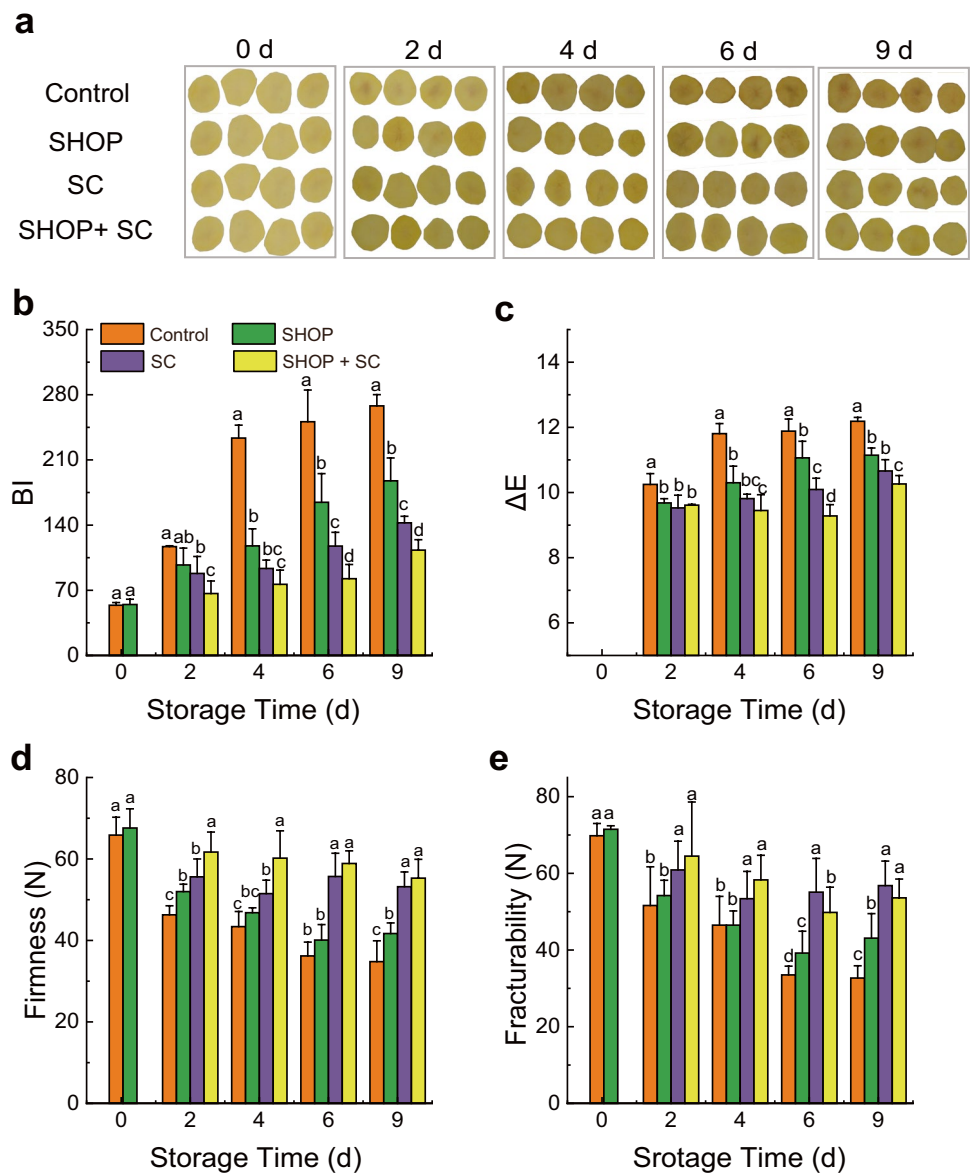 a
0 d 2 d 4 d 6 d 9 d
Control
SHOP
SC
SHOP+ SC
b
350
280
210
140
70
0
BI
Control SHOP
SC SHOP + SC
a a
a ab b c
a b bc c
a b c d
a b c d
0 2 4 6 9
Storage Time (d)
c
14
12
10
8
6
ΔE
a b b b
a b bc c
a b c d
a b b c
0 2 4 6 9
Storage Time (d)
d
80
60
40
20
0
Firmness (N)
a a
c b b a
c bc b a
b b a a
c b a a
0 2 4 6 9
Storage Time (d)
e
80
60
40
20
0
Fracturability (N)
a a
b b a a
b b a a
d c a b
c b a a
0 2 4 6 9
Srotage Time (d)